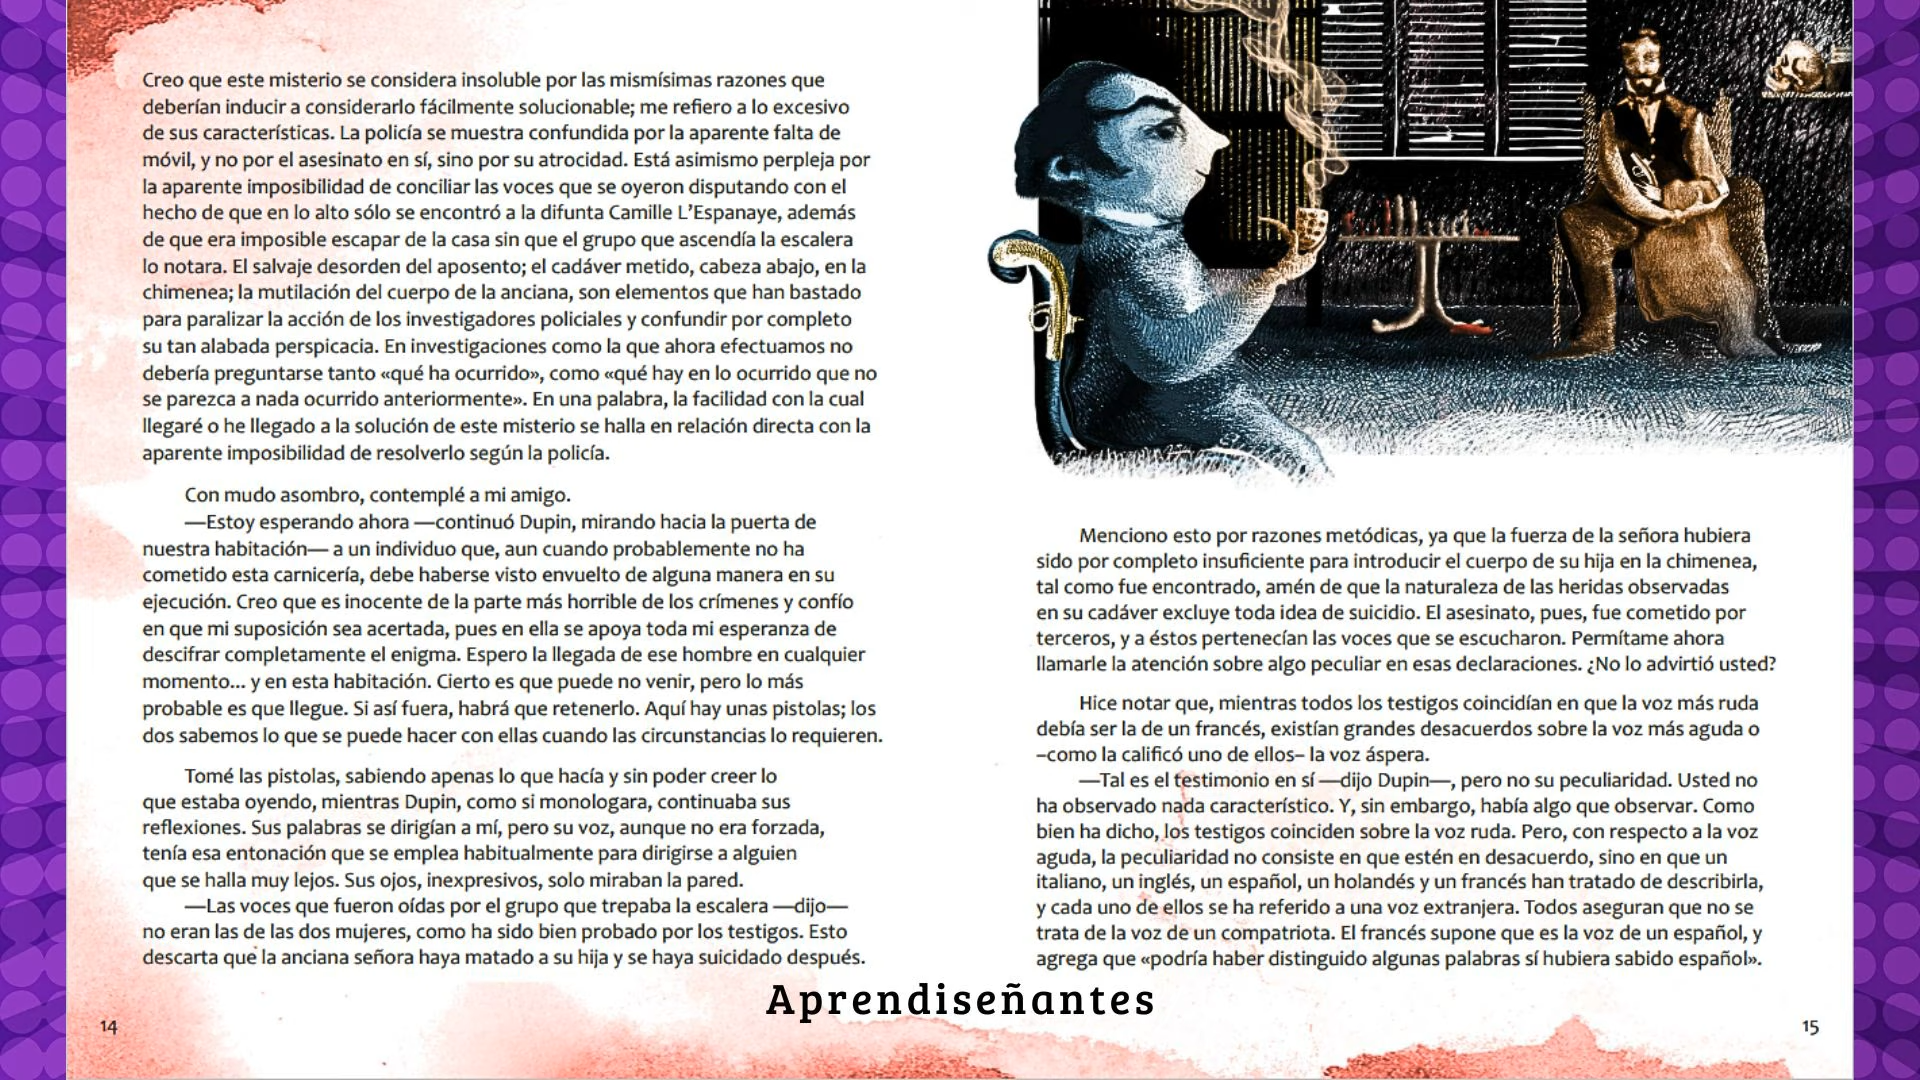 Creo que este misterio se considera insoluble por las mismísimas razones que
deberían inducir a considerarlo fácilmente solucionable; me refiero a lo excesivo
de sus características. La policía se muestra confundida por la aparente falta de
móvil, y no por el asesinato en sí, sino por su atrocidad. Está asimismo perpleja por
la aparente imposibilidad de conciliar las voces que se oyeron disputando con el
hecho de que en lo alto sólo se encontró a la difunta Camille L’Espanaye, además
de que era imposible escapar de la casa sin que el grupo que ascendía la escalera
lo notara. El salvaje desorden del aposento; el cadáver metido, cabeza abajo, en la
chimenea; la mutilación del cuerpo de la anciana, son elementos que han bastado
para paralizar la acción de los investigadores policiales y confundir por completo
su tan alabada perspicacia. En investigaciones como la que ahora efectuamos no
debería preguntarse tanto «qué ha ocurrido», como «qué hay en lo ocurrido que no
se parezca a nada ocurrido anteriormente». En una palabra, la facilidad con la cual
llegaré o he llegado a la solución de este misterio se halla en relación directa con la
aparente imposibilidad de resolverlo según la policía.
Con mudo asombro, contemplé a mi amigo.
—Estoy esperando ahora —continuó Dupin, mirando hacia la puerta de
nuestra habitación— a un individuo que, aun cuando probablemente no ha
cometido esta carnicería, debe haberse visto envuelto de alguna manera en su
ejecución. Creo que es inocente de la parte más horrible de los crímenes y confío
en que mi suposición sea acertada, pues en ella se apoya toda mi esperanza de
descifrar completamente el enigma. Espero la llegada de ese hombre en cualquier
momento... y en esta habitación. Cierto es que puede no venir, pero lo más
probable es que llegue. Si así fuera, habrá que retenerlo. Aquí hay unas pistolas; los
dos sabemos lo que se puede hacer con ellas cuando las circunstancias lo requieren.
Tomé las pistolas, sabiendo apenas lo que hacía y sin poder creer lo
que estaba oyendo, mientras Dupin, como si monologara, continuaba sus
reflexiones. Sus palabras se dirigían a mí, pero su voz, aunque no era forzada,
tenía esa entonación que se emplea habitualmente para dirigirse a alguien
que se halla muy lejos. Sus ojos, inexpresivos, solo miraban la pared.
—Las voces que fueron oídas por el grupo que trepaba la escalera —dijo—
no eran las de las dos mujeres, como ha sido bien probado por los testigos. Esto
descarta que la anciana señora haya matado a su hija y se haya suicidado después.
14
Menciono esto por razones metódicas, ya que la fuerza de la señora hubiera
sido por completo insuficiente para introducir el cuerpo de su hija en la chimenea,
tal como fue encontrado, amén de que la naturaleza de las heridas observadas
en su cadáver excluye toda idea de suicidio. El asesinato, pues, fue cometido por
terceros, y a éstos pertenecían las voces que se escucharon. Permítame ahora
llamarle la atención sobre algo peculiar en esas declaraciones. ¿No lo advirtió usted?
Hice notar que, mientras todos los testigos coincidían en que la voz más ruda
debía ser la de un francés, existían grandes desacuerdos sobre la voz más aguda o
–como la calificó uno de ellos– la voz áspera.
—Tal es el testimonio en sí —dijo Dupin—, pero no su peculiaridad. Usted no
ha observado nada característico. Y, sin embargo, había algo que observar. Como
bien ha dicho, los testigos coinciden sobre la voz ruda. Pero, con respecto a la voz
aguda, la peculiaridad no consiste en que estén en desacuerdo, sino en que un
italiano, un inglés, un español, un holandés y un francés han tratado de describirla,
y cada uno de ellos se ha referido a una voz extranjera. Todos aseguran que no se
trata de la voz de un compatriota. El francés supone que es la voz de un español, y
agrega que «podría haber distinguido algunas palabras sí hubiera sabido español».
15
Aprendiseñantes